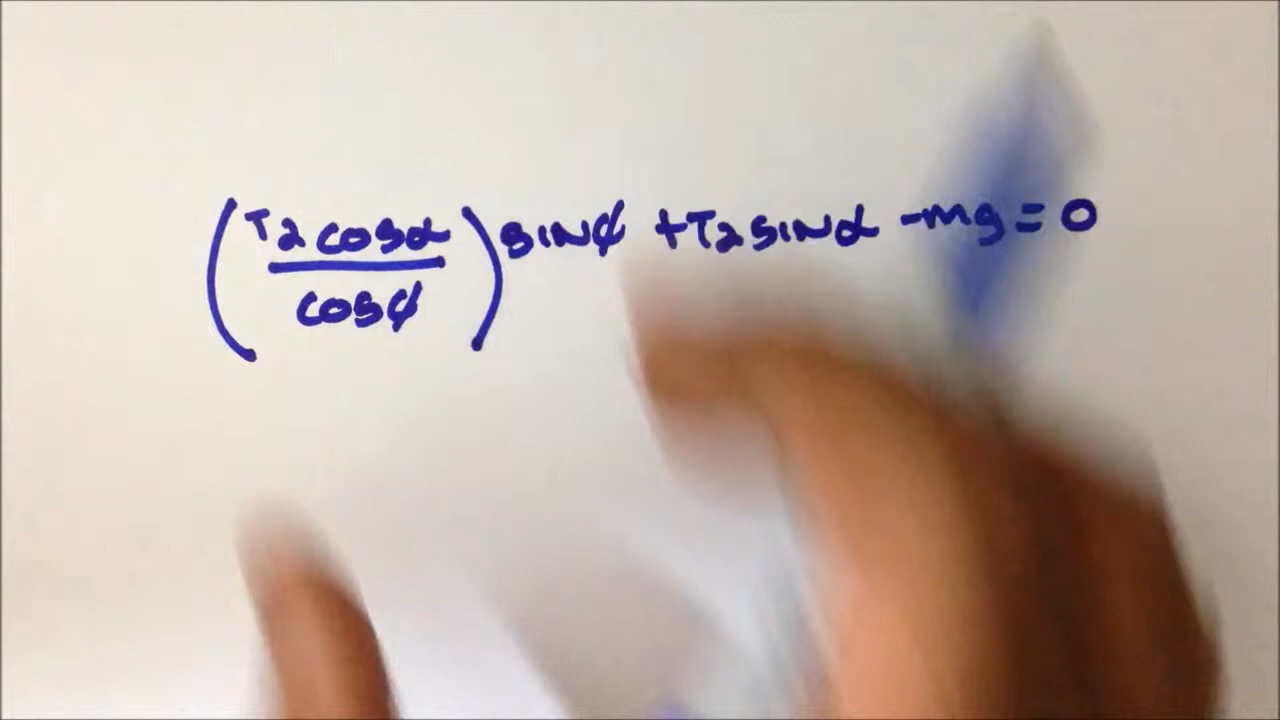 (T2 cosα / cosϕ) sinϕ + T2 sinα - mg = 0